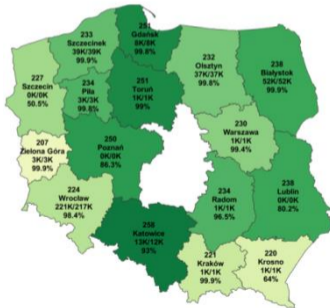 251
Gdańsk
8K/8K
99.8%
233
Szczecinek
39K/39K
99.9%
232
Olsztyn
37K/37K
99.8%
238
Białystok
52K/52K
99.9%
227
Szczecin
0K/0K
50.5%
234
Piła
3K/3K
99.8%
251
Toruń
1K/1K
99%
230
Warszawa
1K/1K
99.4%
207
Zielona Góra
3K/3K
99.9%
250
Poznań
0K/0K
86.3%
224
Wrocław
221K/217K
98.4%
234
Radom
1K/1K
96.5%
238
Lublin
0K/0K
80.2%
258
Katowice
13K/12K
93%
221
Kraków
1K/1K
99.9%
220
Krosno
1K/1K
64%